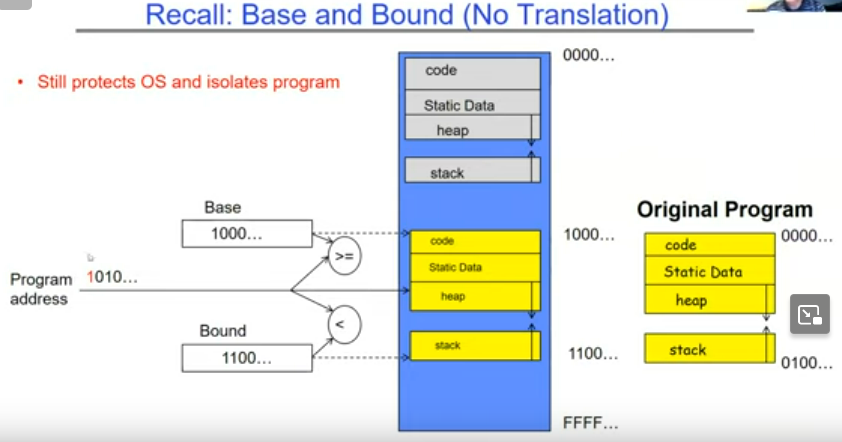 Recall: Base and Bound (No Translation)
• Still protects OS and isolates program
0000...
code
Static Data
heap
stack
Base
1000...
>=
Program address
1010...
<
Bound
1100...
code
Static Data
heap
stack
1000...
1100...
FFFF...
Original Program
0000...
code
Static Data
heap
stack
0100...